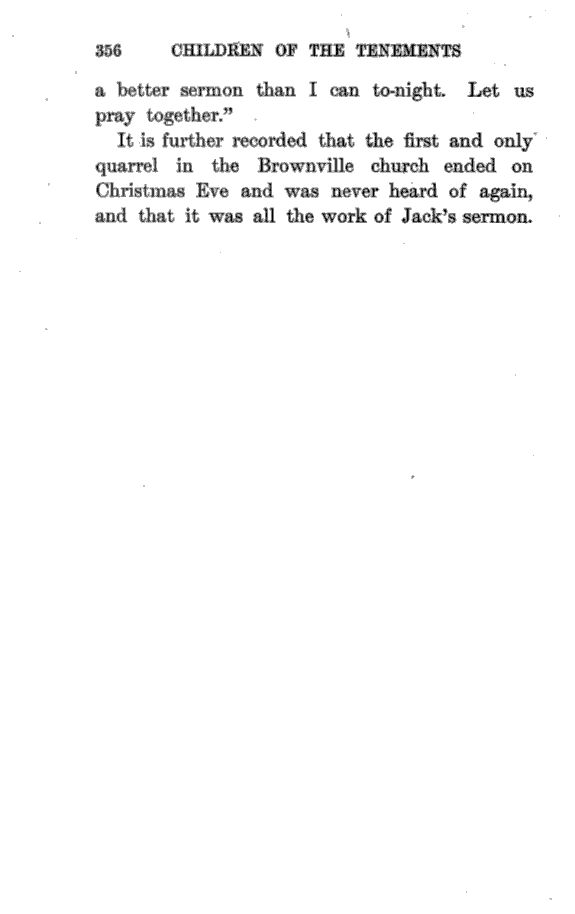 356 CHILDREN OF THE TENEMENTS
a better sermon than I can to-night. Let us
pray together.”
It is further recorded that the first and only
quarrel in the Brownville church ended on
Christmas Eve and was never heard of again,
and that it was all the work of Jack’s sermon.